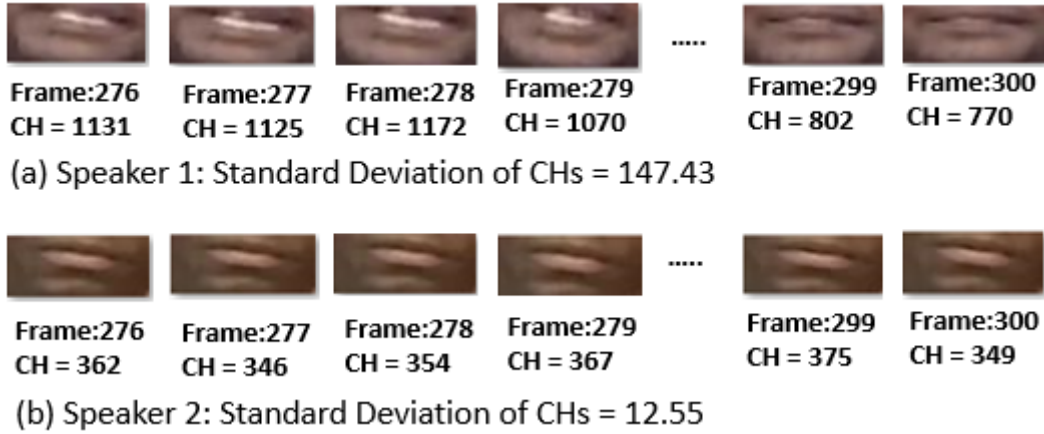 .....
Frame:276 Frame:277 Frame:278 Frame:279 Frame:299 Frame:300
CH = 1131 CH = 1125 CH = 1172 CH = 1070 CH = 802 CH = 770
(a) Speaker 1: Standard Deviation of CHs = 147.43
.....
Frame:276 Frame:277 Frame:278 Frame:279 Frame:299 Frame:300
CH = 362 CH = 346 CH = 354 CH = 367 CH = 375 CH = 349
(b) Speaker 2: Standard Deviation of CHs = 12.55